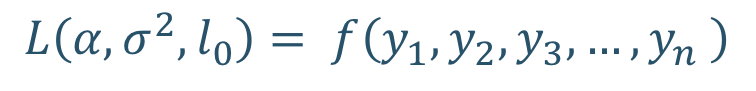 L(α, σ², l₀) = f(y₁, y₂, y₃, … , yₙ )